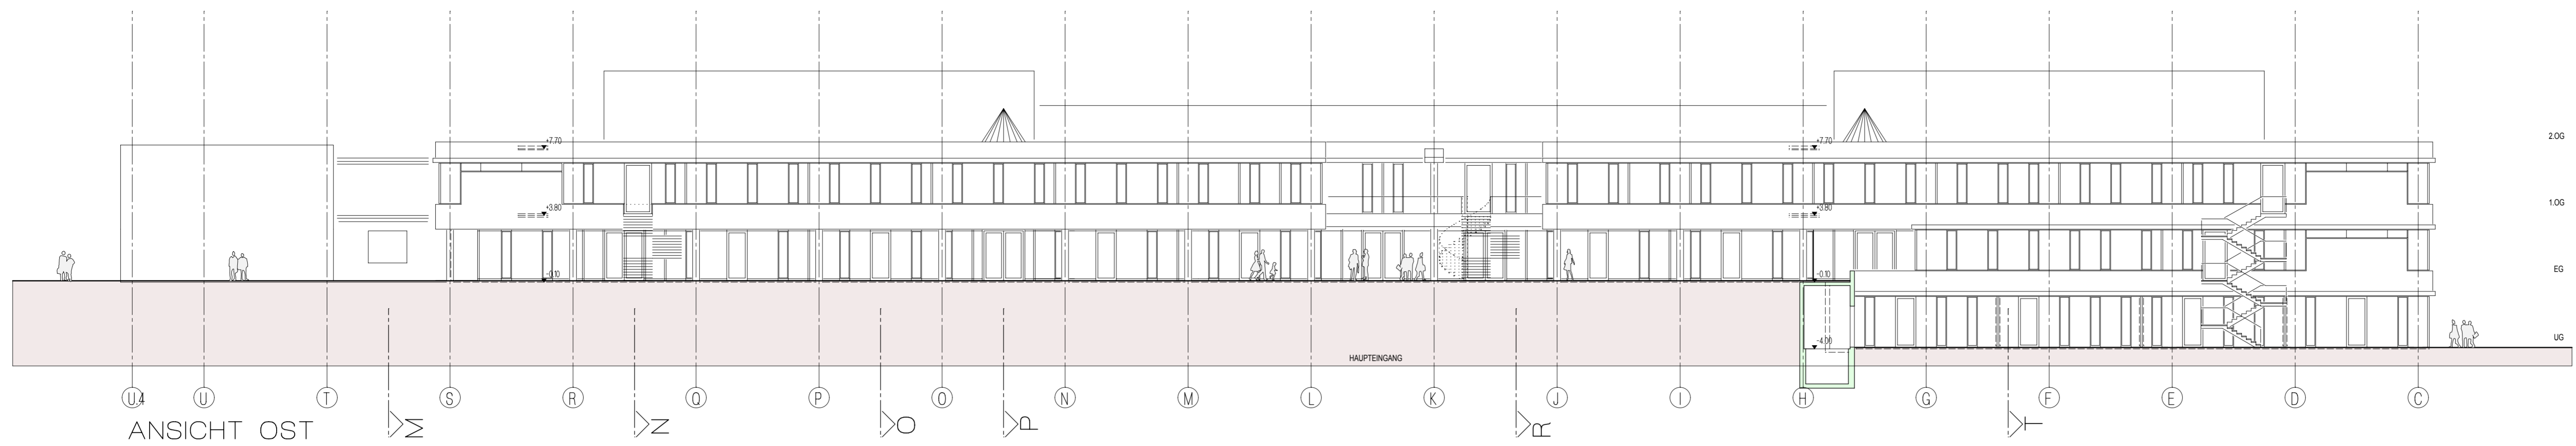 2.OG
+7.70
+7.70
1.OG
+3.80
+3.80
EG
-0.10
-0.10
UG
-4.00
HAUPTEINGANG
U.4 U T S R Q P O N M L K J I H G F E D C
M N O P R T
ANSICHT OST